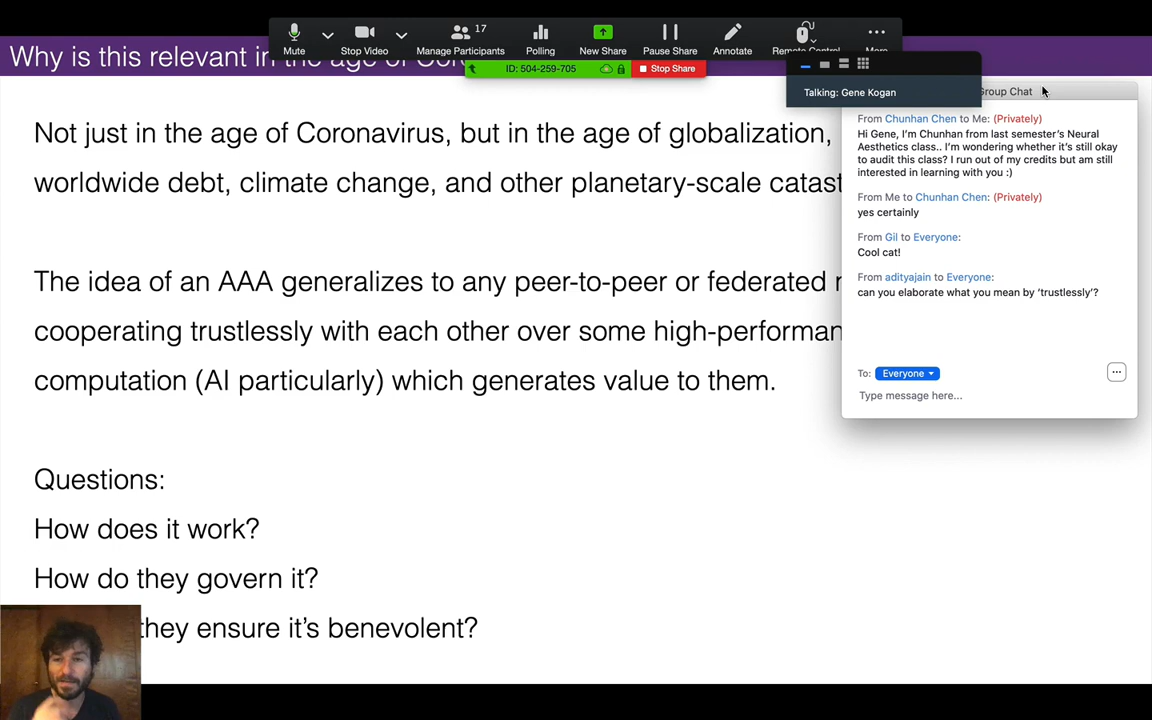 17
Mute
Stop Video
Manage Participants
Polling
New Share
Pause Share
Annotate
Remote Control
More
ID: 504-259-705
Stop Share
Talking: Gene Kogan
Why is this relevant in the age of Cor
Not just in the age of Coronavirus, but in the age of globalization,
worldwide debt, climate change, and other planetary-scale catast
The idea of an AAA generalizes to any peer-to-peer or federated
cooperating trustlessly with each other over some high-performan
computation (AI particularly) which generates value to them.
Questions:
How does it work?
How do they govern it?
they ensure it's benevolent?
Group Chat
From Chunhan Chen to Me: (Privately)
Hi Gene, I'm Chunhan from last semester's Neural
Aesthetics class.. I'm wondering whether it's still okay
to audit this class? I run out of my credits but am still
interested in learning with you :)
From Me to Chunhan Chen: (Privately)
yes certainly
From Gil to Everyone:
Cool cat!
From adityajain to Everyone:
can you elaborate what you mean by 'trustlessly'?
To: Everyone
Type message here...